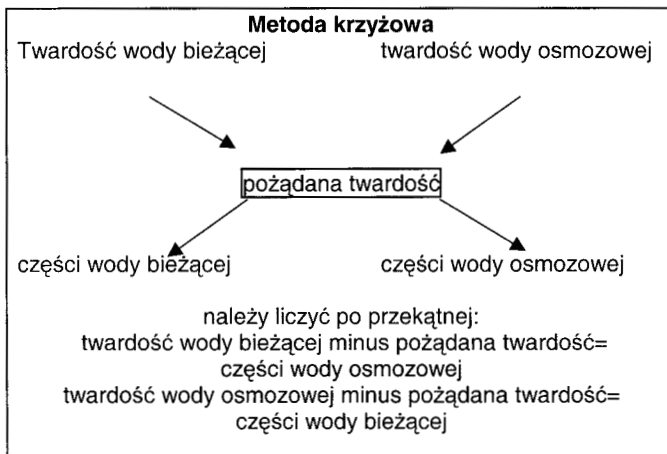 Metoda krzyżowa
Twardość wody bieżącej
twardość wody osmozowej
pożądana twardość
części wody bieżącej
części wody osmozowej
należy liczyć po przekątnej:
twardość wody bieżącej minus pożądana twardość=
części wody osmozowej
twardość wody osmozowej minus pożądana twardość=
części wody bieżącej